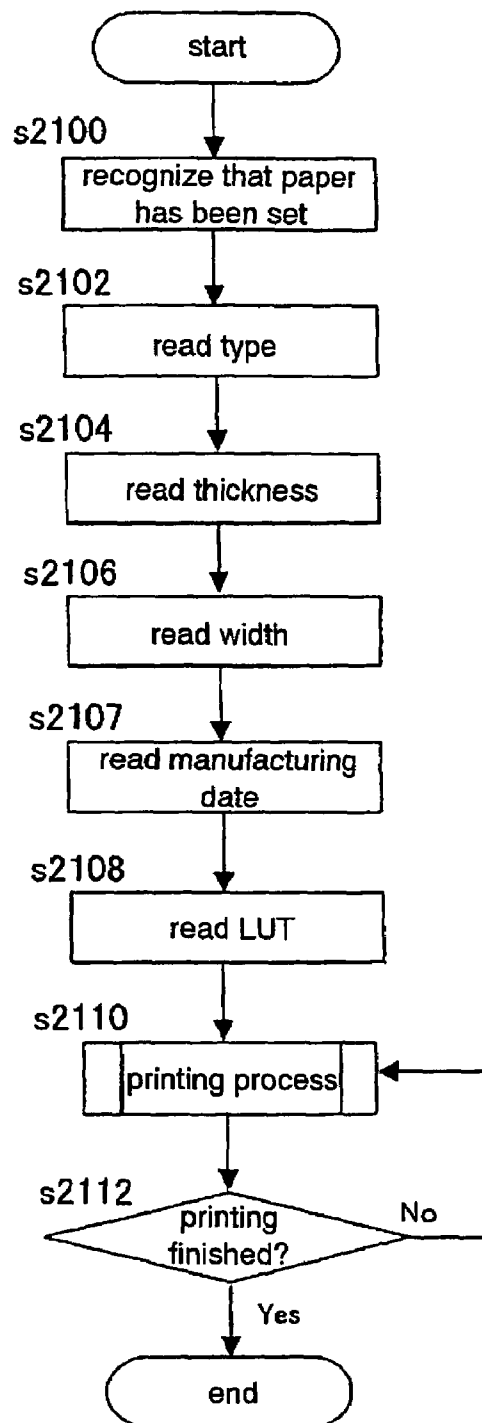 start
s2100
recognize that paper
has been set
s2102
read type
s2104
read thickness
s2106
read width
s2107
read manufacturing
date
s2108
read LUT
s2110
printing process
s2112
printing
finished?
No
Yes
end